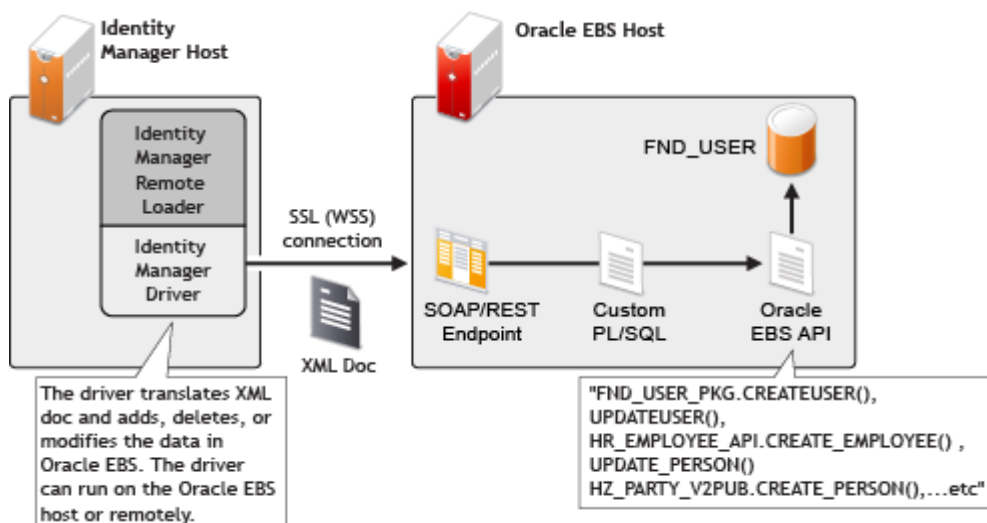 Identity
Manager Host
Oracle EBS Host
Identity
Manager
Remote
Loader
Identity
Manager
Driver
SSL (WSS)
connection
XML Doc
FND_USER
SOAP/REST
Endpoint
Custom
PL/SQL
Oracle
EBS API
The driver translates XML
doc and adds, deletes, or
modifies the data in
Oracle EBS. The driver
can run on the Oracle EBS
host or remotely.
"FND_USER_PKG.CREATEUSER(),
UPDATEUSER(),
HR_EMPLOYEE_API.CREATE_EMPLOYEE() ,
UPDATE_PERSON()
HZ_PARTY_V2PUB.CREATE_PERSON(),...etc"